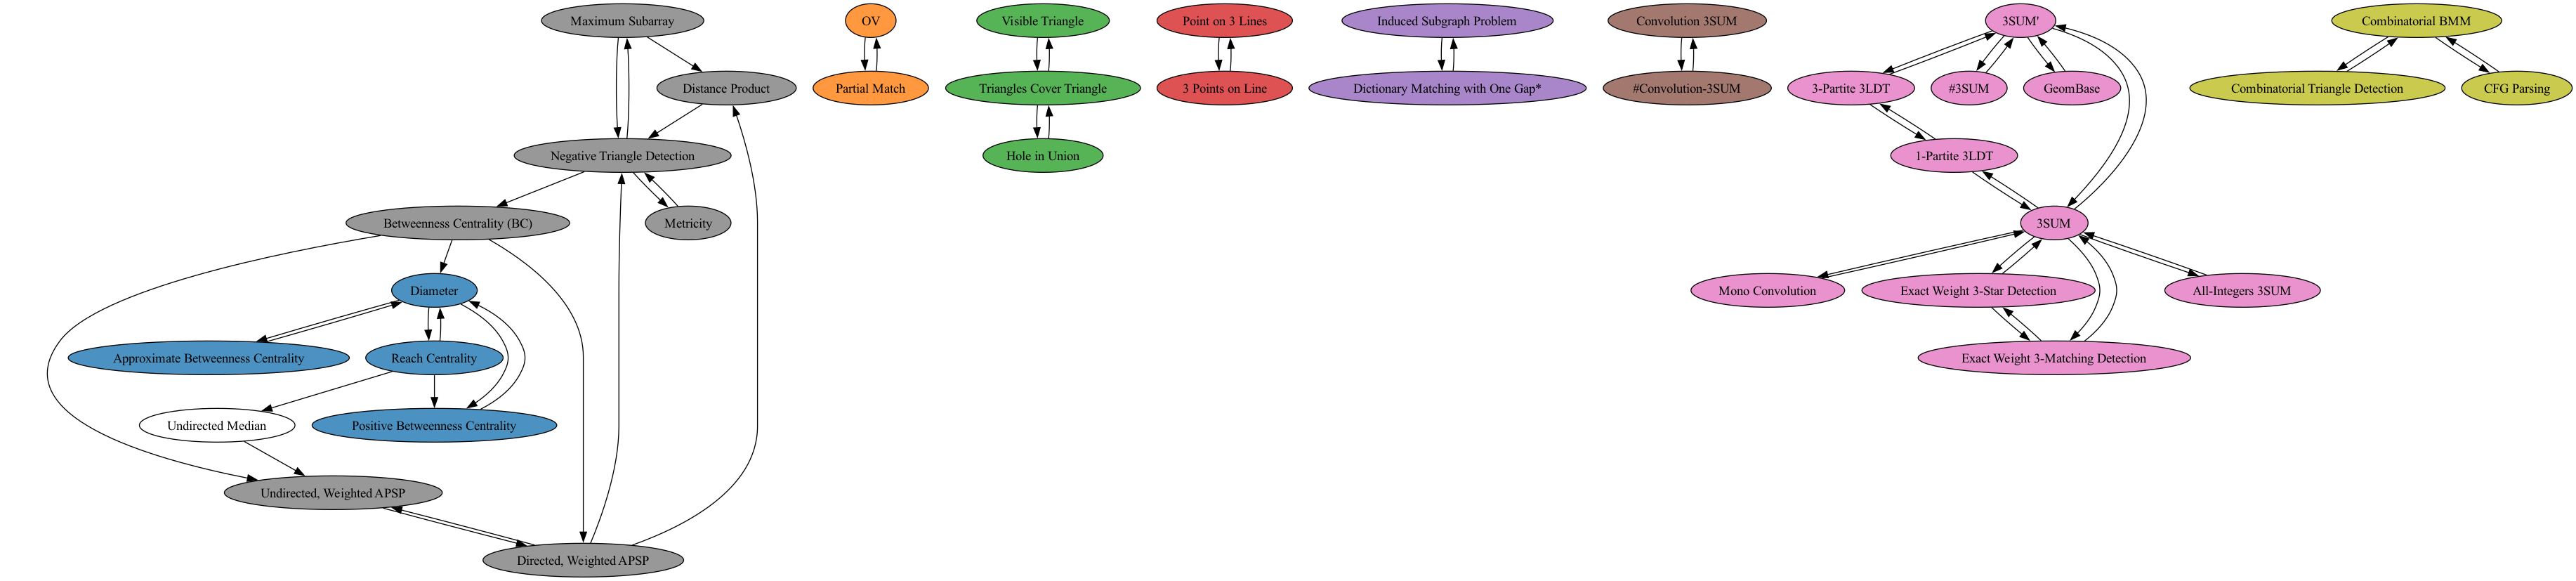 Maximum Subarray
OV
Visible Triangle
Point on 3 Lines
Induced Subgraph Problem
Convolution 3SUM
3SUM'
Combinatorial BMM
Distance Product
Partial Match
Triangles Cover Triangle
3 Points on Line
Dictionary Matching with One Gap*
#Convolution-3SUM
3-Partite 3LDT
#3SUM
GeomBase
Combinatorial Triangle Detection
CFG Parsing
Negative Triangle Detection
Hole in Union
1-Partite 3LDT
Betweenness Centrality (BC)
Metricity
3SUM
Diameter
Mono Convolution
Exact Weight 3-Star Detection
All-Integers 3SUM
Approximate Betweenness Centrality
Reach Centrality
Exact Weight 3-Matching Detection
Undirected Median
Positive Betweenness Centrality
Undirected, Weighted APSP
Directed, Weighted APSP